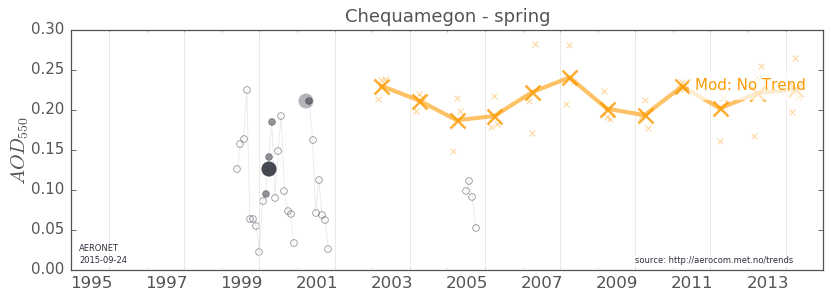 Chequamegon - spring
0.30
0.25
0.20
0.15
0.10
0.05
0.00
AOD550
Mod: No Trend
AERONET
2015-09-24
source: http://aerocom.met.no/trends
1995 1997 1999 2001 2003 2005 2007 2009 2011 2013